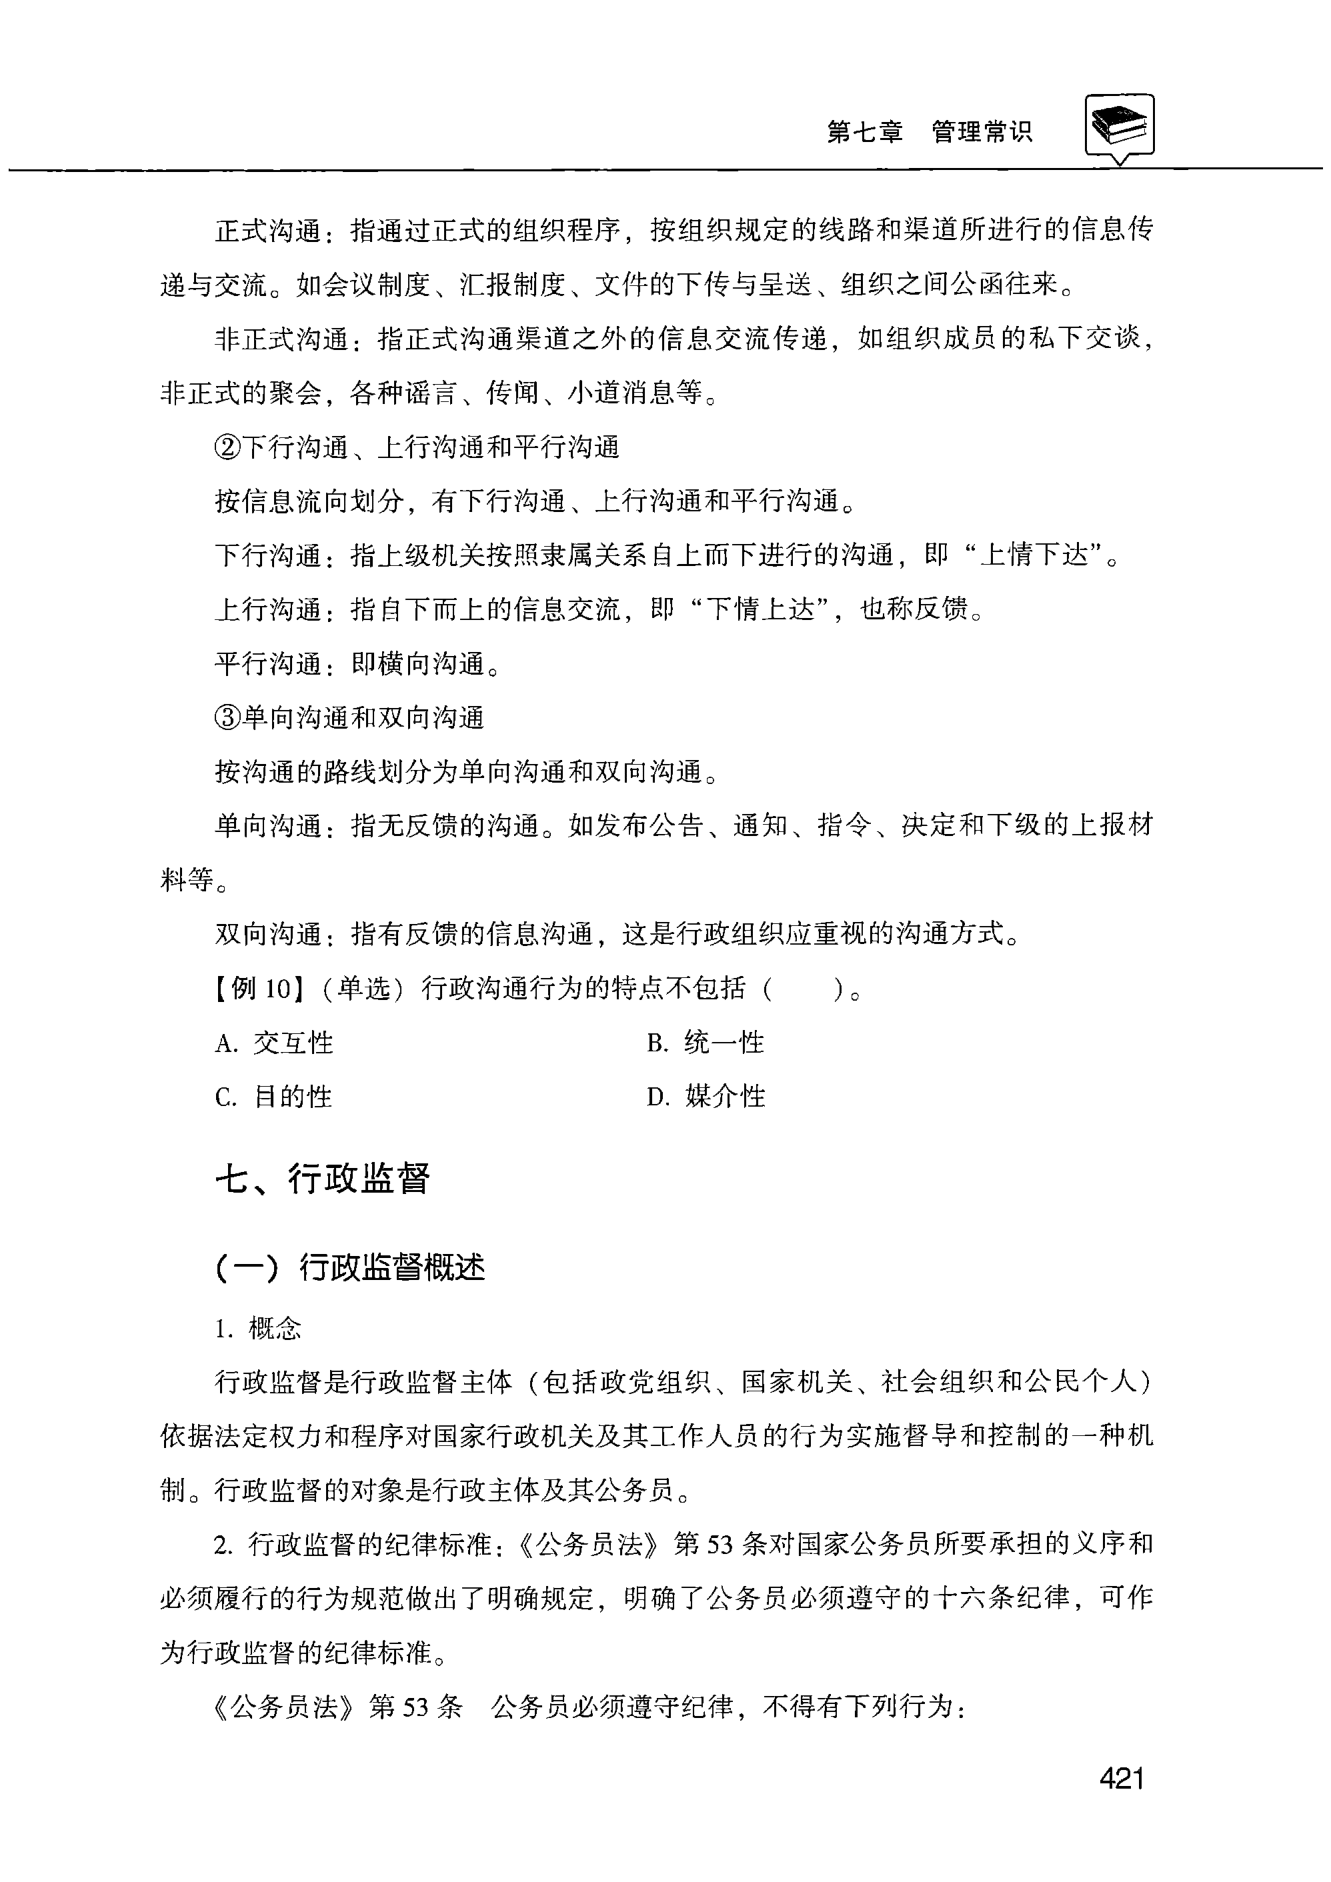 第七章　管理常识
正式沟通：指通过正式的组织程序，按组织规定的线路和渠道所进行的信息传
递与交流。如会议制度、汇报制度、文件的下传与呈送、组织之间公函往来。
非正式沟通：指正式沟通渠道之外的信息交流传递，如组织成员的私下交谈，
非正式的聚会，各种谣言、传闻、小道消息等。
②下行沟通、上行沟通和平行沟通
按信息流向划分，有下行沟通、上行沟通和平行沟通。
下行沟通：指上级机关按照隶属关系自上而下进行的沟通，即“上情下达”。
上行沟通：指自下而上的信息交流，即“下情上达”，也称反馈。
平行沟通：即横向沟通。
③单向沟通和双向沟通
按沟通的路线划分为单向沟通和双向沟通。
单向沟通：指无反馈的沟通。如发布公告、通知、指令、决定和下级的上报材
料等。
双向沟通：指有反馈的信息沟通，这是行政组织应重视的沟通方式。
【例 10】（单选）行政沟通行为的特点不包括（　　）。
A. 交互性　　B. 统一性
C. 目的性　　D. 媒介性
七、行政监督
（一）行政监督概述
1. 概念
行政监督是行政监督主体（包括政党组织、国家机关、社会组织和公民个人）
依据法定权力和程序对国家行政机关及其工作人员的行为实施督导和控制的一种机
制。行政监督的对象是行政主体及其公务员。
2. 行政监督的纪律标准：《公务员法》第 53 条对国家公务员所要承担的义序和
必须履行的行为规范做出了明确规定，明确了公务员必须遵守的十六条纪律，可作
为行政监督的纪律标准。
《公务员法》第 53 条　公务员必须遵守纪律，不得有下列行为：
421